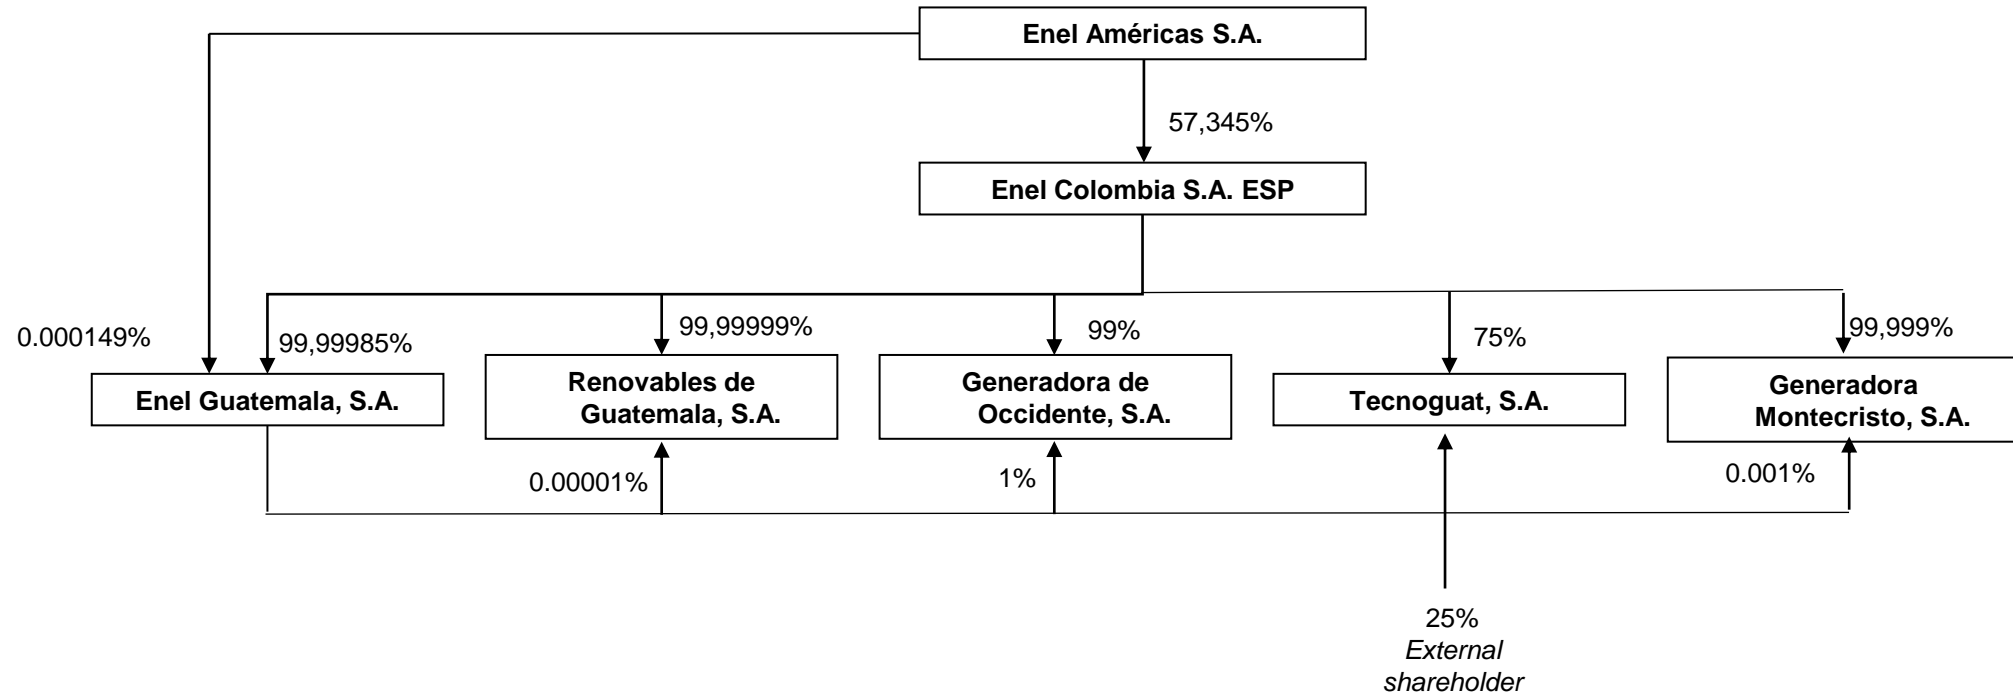 Enel Américas S.A.
57,345%
Enel Colombia S.A. ESP
0.000149%
99,99985%
99,99999%
99%
75%
99,999%
Enel Guatemala, S.A.
Renovables de
Guatemala, S.A.
Generadora de
Occidente, S.A.
Tecnoguat, S.A.
Generadora
Montecristo, S.A.
0.00001%
1%
0.001%
25%
External
shareholder